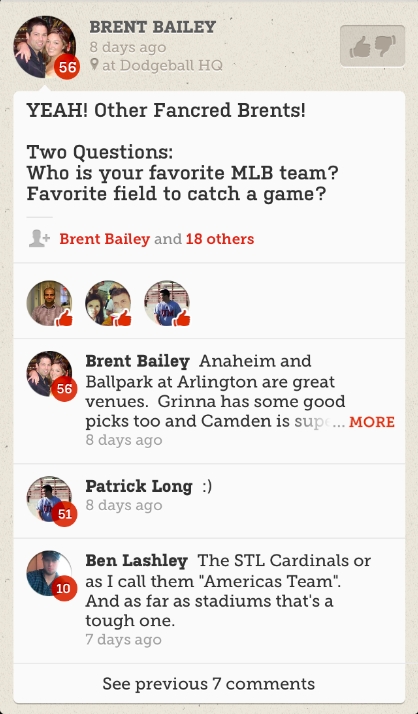 BRENT BAILEY
8 days ago
at Dodgeball HQ
56
YEAH! Other Fancred Brents!
Two Questions:
Who is your favorite MLB team?
Favorite field to catch a game?
Brent Bailey and 18 others
Brent Bailey Anaheim and
Ballpark at Arlington are great
venues. Grinna has some good
picks too and Camden is supe... MORE
8 days ago
56
Patrick Long :)
8 days ago
51
Ben Lashley The STL Cardinals or
as I call them "Americas Team".
And as far as stadiums that's a
tough one.
7 days ago
10
See previous 7 comments